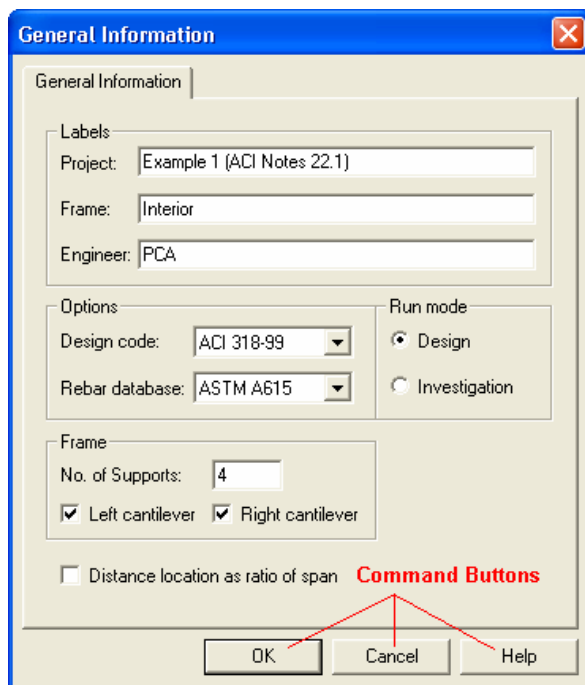 General Information
General Information
Labels
Project: Example 1 (ACI Notes 22.1)
Frame: Interior
Engineer: PCA
Options
Design code: ACI 318-99
Rebar database: ASTM A615
Run mode
Design
Investigation
Frame
No. of Supports: 4
Left cantilever Right cantilever
Distance location as ratio of span
Command Buttons
OK Cancel Help